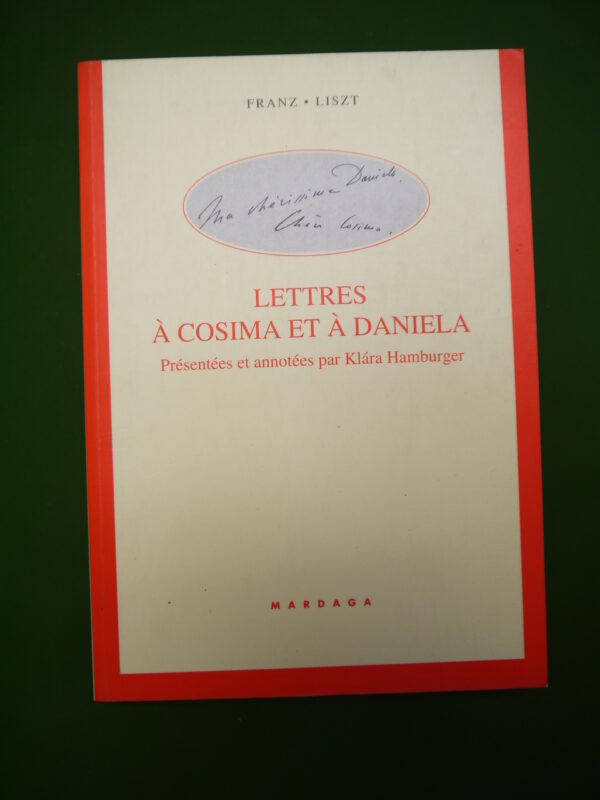 FRANZ • LISZT
Ma chérissime Daniela.
Chère Cosima.
LETTRES
À COSIMA ET À DANIELA
Présentées et annotées par Klára Hamburger
MARDAGA